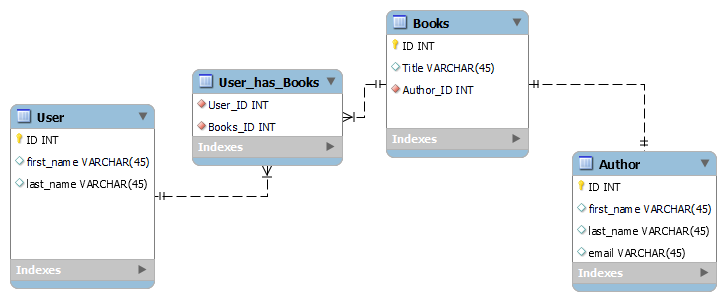 Books
ID INT
Title VARCHAR(45)
Author_ID INT
Indexes
User_has_Books
User_ID INT
Books_ID INT
Indexes
User
ID INT
first_name VARCHAR(45)
last_name VARCHAR(45)
Indexes
Author
ID INT
first_name VARCHAR(45)
last_name VARCHAR(45)
email VARCHAR(45)
Indexes